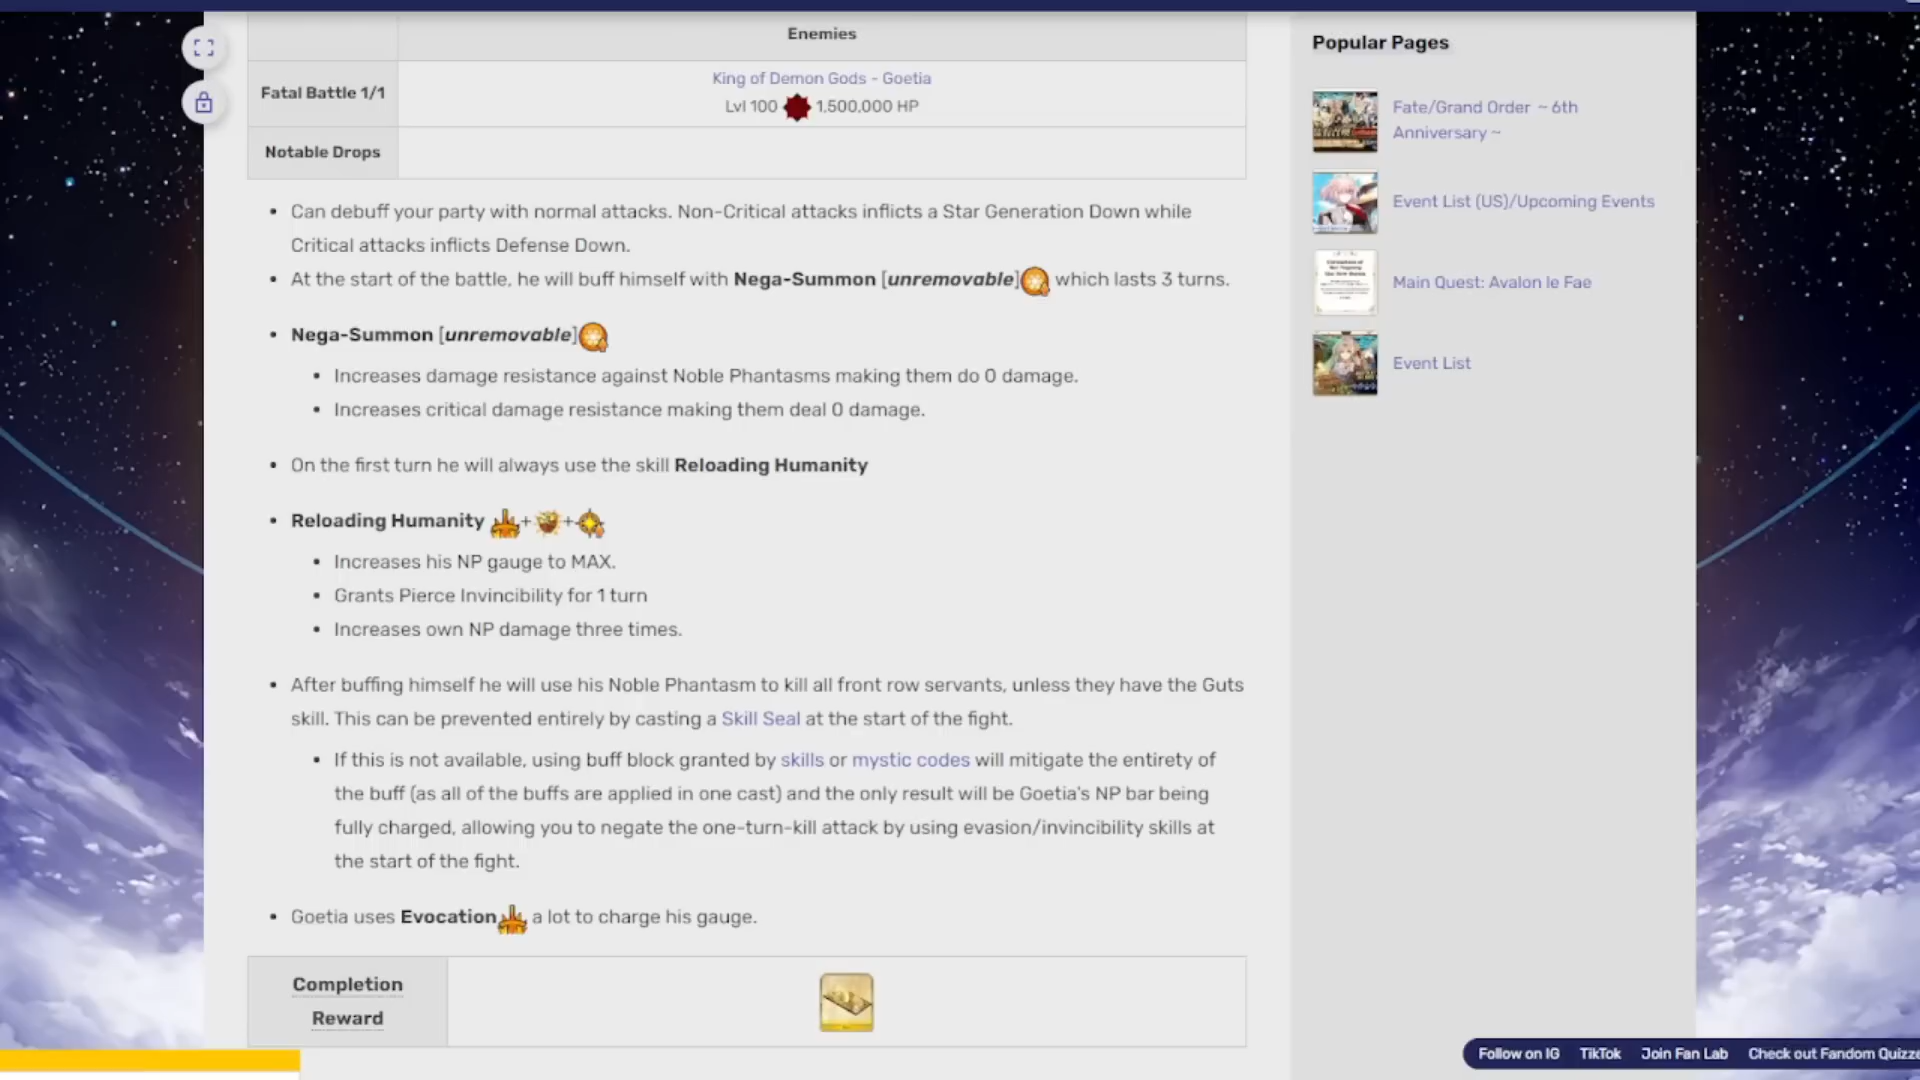 Enemies
Fatal Battle 1/1
King of Demon Gods - Goetia
Lvl 100 1,500,000 HP
Notable Drops
Can debuff your party with normal attacks. Non-Critical attacks inflicts a Star Generation Down while
Critical attacks inflicts Defense Down.
At the start of the battle, he will buff himself with Nega-Summon [unremovable] which lasts 3 turns.
Nega-Summon [unremovable]
Increases damage resistance against Noble Phantasms making them do 0 damage.
Increases critical damage resistance making them deal 0 damage.
On the first turn he will always use the skill Reloading Humanity
Reloading Humanity + +
Increases his NP gauge to MAX.
Grants Pierce Invincibility for 1 turn
Increases own NP damage three times.
After buffing himself he will use his Noble Phantasm to kill all front row servants, unless they have the Guts
skill. This can be prevented entirely by casting a Skill Seal at the start of the fight.
If this is not available, using buff block granted by skills or mystic codes will mitigate the entirety of
the buff (as all of the buffs are applied in one cast) and the only result will be Goetia's NP bar being
fully charged, allowing you to negate the one-turn-kill attack by using evasion/invincibility skills at
the start of the fight.
Goetia uses Evocation a lot to charge his gauge.
Completion
Reward
Popular Pages
Fate/Grand Order ~ 6th
Anniversary ~
Event List (US)/Upcoming Events
Main Quest: Avalon le Fae
Event List
Follow on IG TikTok Join Fan Lab Check out Fandom Quizze